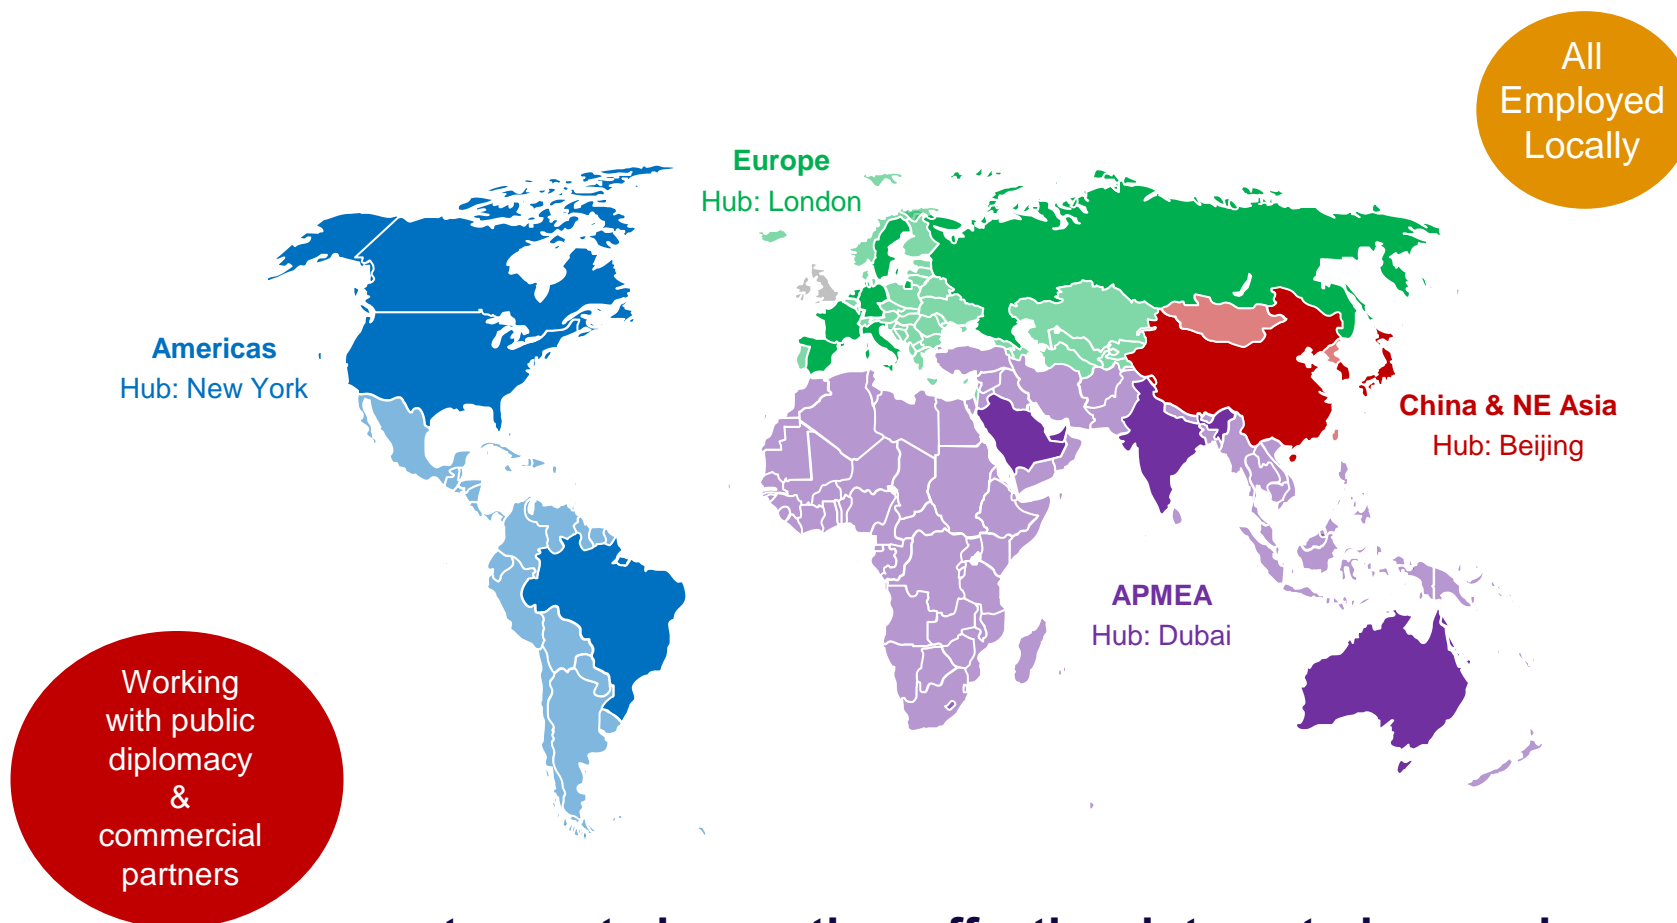 All
Employed
Locally
Europe
Hub: London
Americas
Hub: New York
China & NE Asia
Hub: Beijing
APMEA
Hub: Dubai
Working
with public
diplomacy
&
commercial
partners